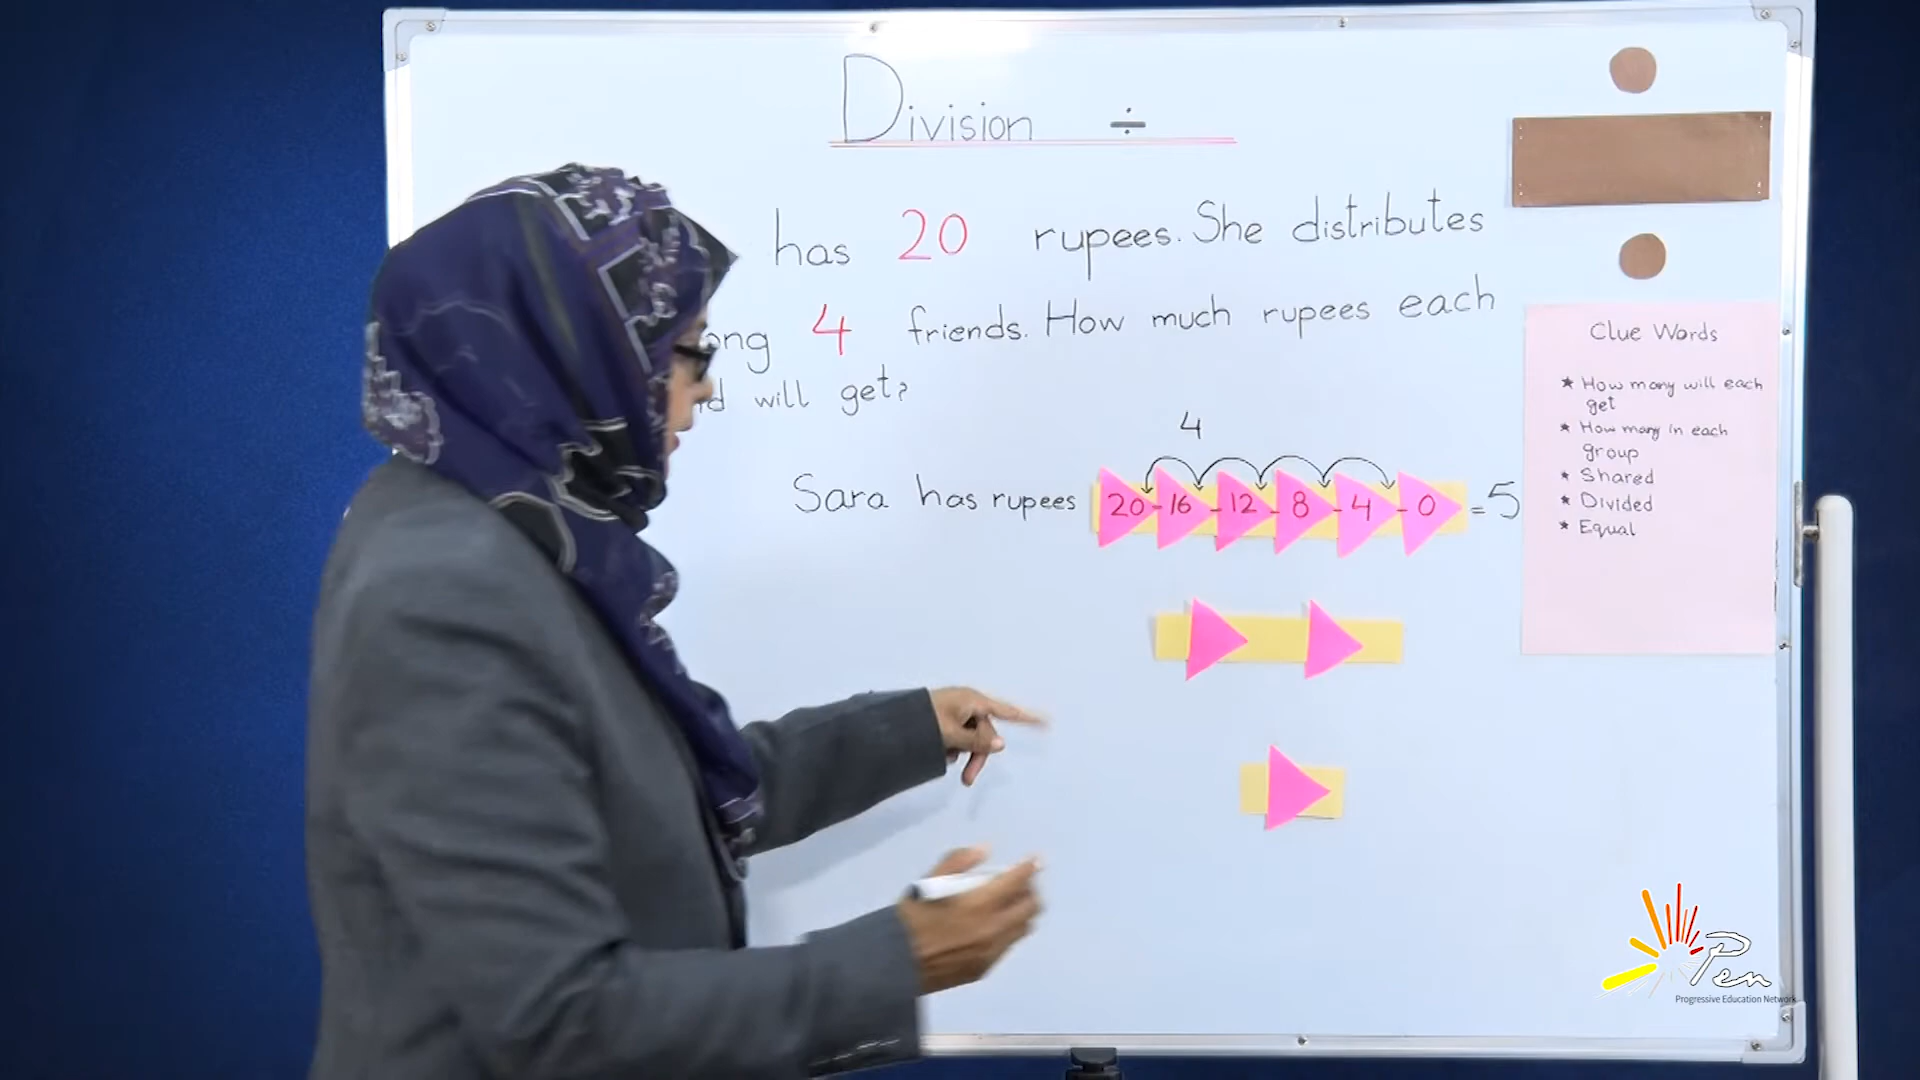 Division ÷
has 20 rupees. She distributes
4 friends. How much rupees each
will get?
4
Sara has rupees 20-16-12-8-4-0 = 5
Clue Words
★ How many will each
get
★ How many in each
group
★ Shared
★ Divided
★ Equal
Pen
Progressive Education Network